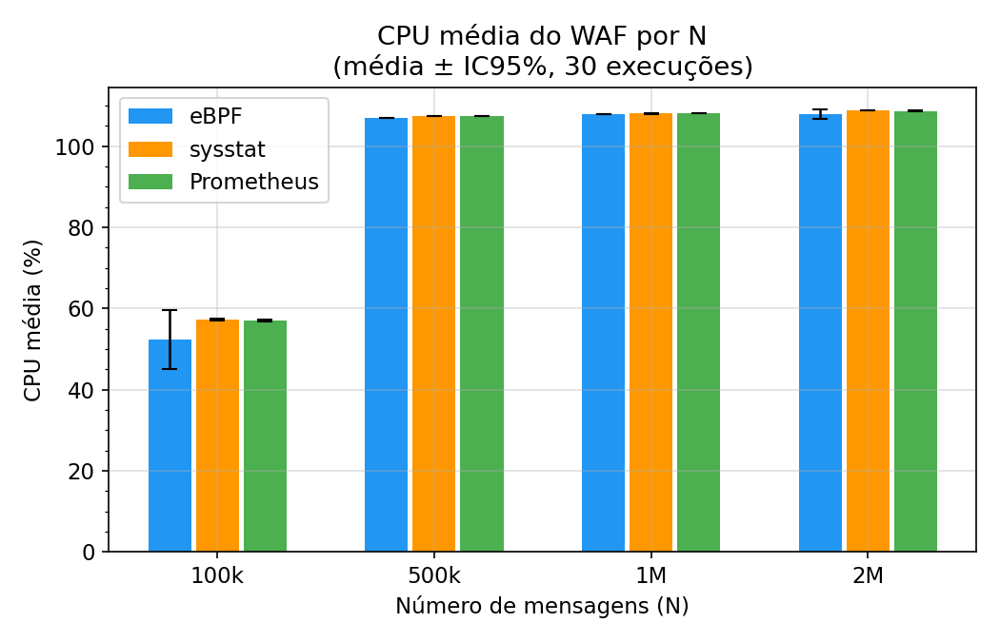 CPU média do WAF por N
(média ± IC95%, 30 execuções)
eBPF
sysstat
Prometheus
CPU média (%)
100
80
60
40
20
0
100k
500k
1M
2M
Número de mensagens (N)